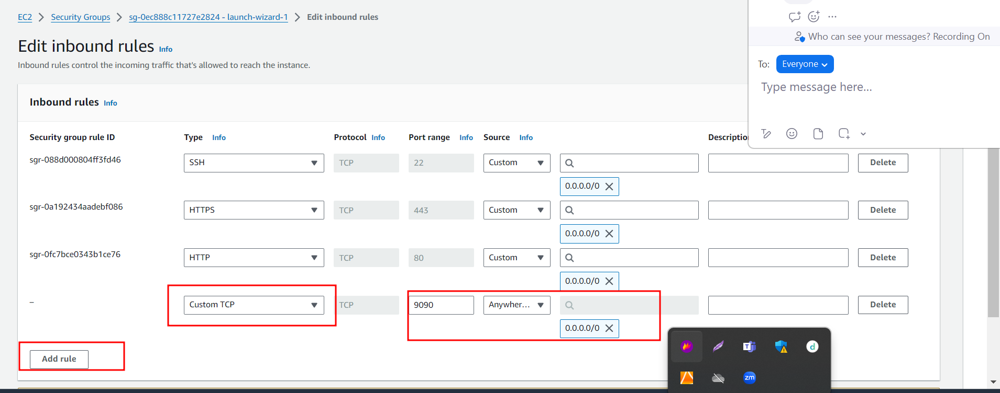 EC2 > Security Groups > sg-0ec888c11727e2824 - launch-wizard-1 > Edit inbound rules
Edit inbound rules Info
Inbound rules control the incoming traffic that's allowed to reach the instance.
Inbound rules Info
Security group rule ID Type Info Protocol Info Port range Info Source Info Description
sgr-088d000804ff3fd46 SSH TCP 22 Custom Delete
0.0.0.0/0
sgr-0a192434aadebf086 HTTPS TCP 443 Custom Delete
0.0.0.0/0
sgr-0fc7bce0343b1ce76 HTTP TCP 80 Custom Delete
0.0.0.0/0
– Custom TCP TCP 9090 Anywher... Delete
0.0.0.0/0
Add rule
Who can see your messages? Recording On
To: Everyone
Type message here...
T
d
zm